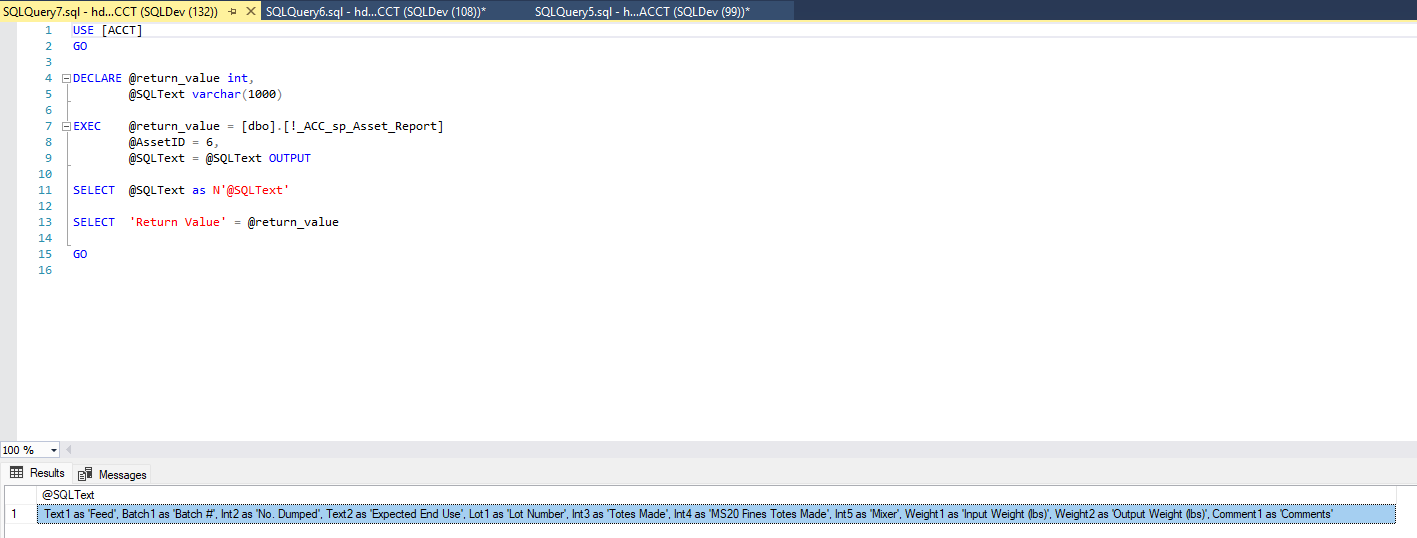 SQLQuery7.sql - hd...CCT (SQLDev (132)) SQLQuery6.sql - hd...CCT (SQLDev (108))* SQLQuery5.sql - h...ACCT (SQLDev (99))*
1 USE [ACCT]
2 GO
3
4 DECLARE @return_value int,
5 @SQLText varchar(1000)
6
7 EXEC @return_value = [dbo].[!_ACC_sp_Asset_Report]
8 @AssetID = 6,
9 @SQLText = @SQLText OUTPUT
10
11 SELECT @SQLText as N'@SQLText'
12
13 SELECT 'Return Value' = @return_value
14
15 GO
16
100 %
Results Messages
@SQLText
1 Text1 as 'Feed', Batch1 as 'Batch #', Int2 as 'No. Dumped', Text2 as 'Expected End Use', Lot1 as 'Lot Number', Int3 as 'Totes Made', Int4 as 'MS20 Fines Totes Made', Int5 as 'Mixer', Weight1 as 'Input Weight (lbs)', Weight2 as 'Output Weight (lbs)', Comment1 as 'Comments'